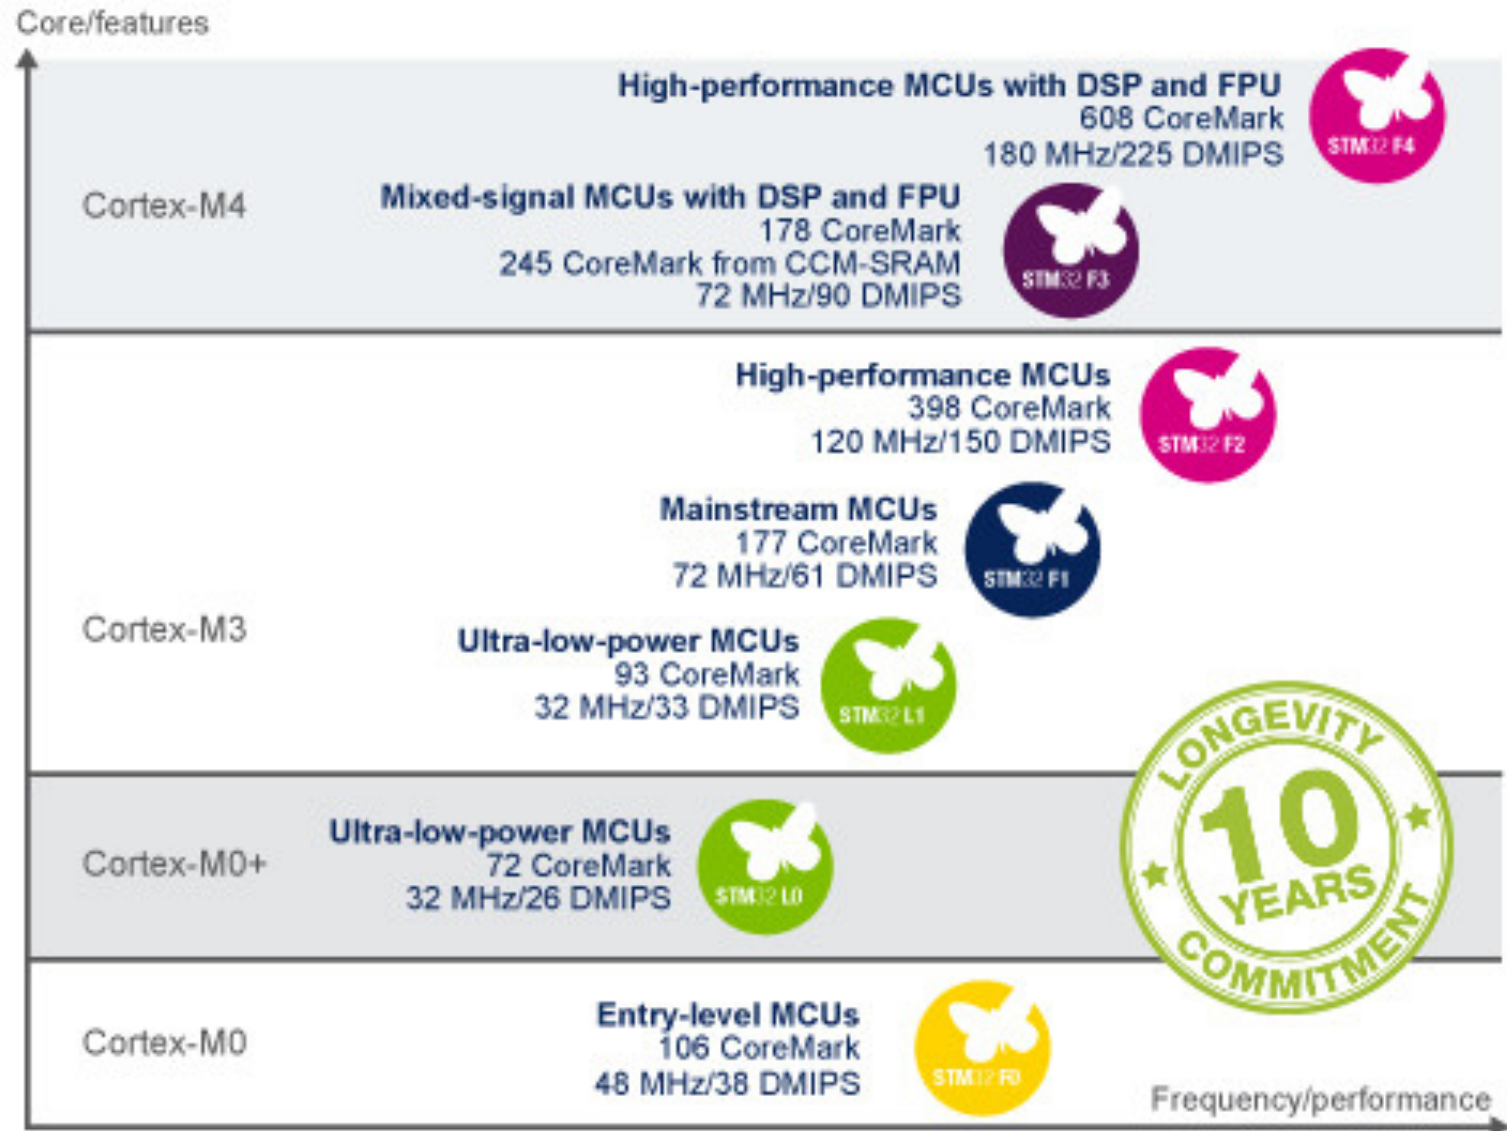 Core/features
High-performance MCUs with DSP and FPU
608 CoreMark
180 MHz/225 DMIPS
STM32 F4
Cortex-M4
Mixed-signal MCUs with DSP and FPU
178 CoreMark
245 CoreMark from CCM-SRAM
72 MHz/90 DMIPS
STM32 F3
High-performance MCUs
398 CoreMark
120 MHz/150 DMIPS
STM32 F2
Mainstream MCUs
177 CoreMark
72 MHz/61 DMIPS
STM32 F1
Cortex-M3
Ultra-low-power MCUs
93 CoreMark
32 MHz/33 DMIPS
STM32 L1
Cortex-M0+
Ultra-low-power MCUs
72 CoreMark
32 MHz/26 DMIPS
STM32 L0
LONGEVITY
10
YEARS
COMMITMENT
Cortex-M0
Entry-level MCUs
106 CoreMark
48 MHz/38 DMIPS
STM32 F0
Frequency/performance